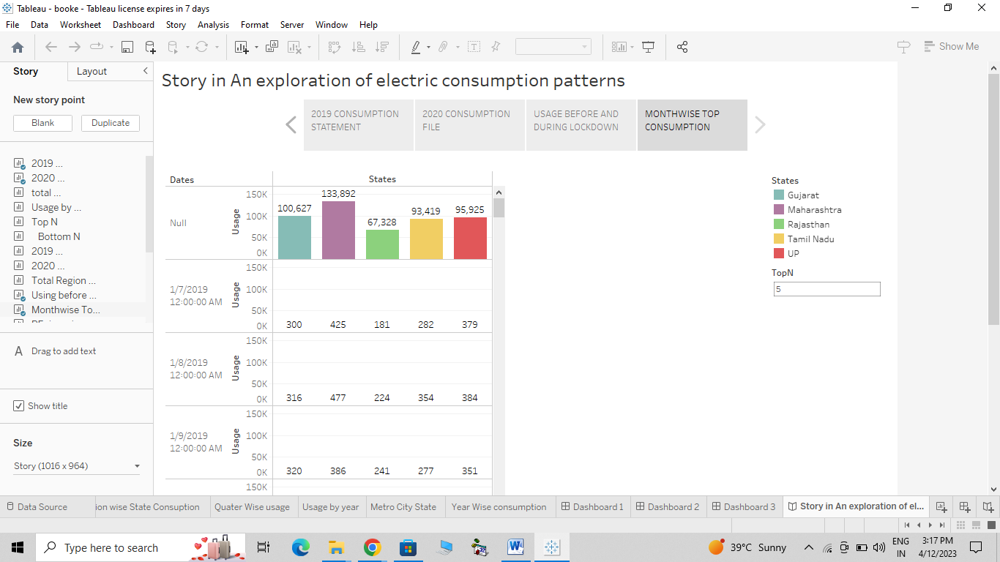 Tableau - booke - Tableau license expires in 7 days
File Data Worksheet Dashboard Story Analysis Format Server Window Help
Show Me
Story Layout
New story point
Blank Duplicate
2019 ...
2020 ...
total ...
Usage by ...
Top N
Bottom N
2019 ...
2020 ...
Total Region ...
Using before ...
Monthwise To...
A Drag to add text
Show title
Size
Story (1016 x 964)
Story in An exploration of electric consumption patterns
2019 CONSUMPTION
STATEMENT
2020 CONSUMPTION
FILE
USAGE BEFORE AND
DURING LOCKDOWN
MONTHWISE TOP
CONSUMPTION
Dates States
Null
Usage
150K
100K
50K
0K
100,627 133,892 67,328 93,419 95,925
1/7/2019
12:00:00 AM
Usage
150K
100K
50K
0K
300 425 181 282 379
1/8/2019
12:00:00 AM
Usage
150K
100K
50K
0K
316 477 224 354 384
1/9/2019
12:00:00 AM
Usage
150K
100K
50K
0K
320 386 241 277 351
150K
States
Gujarat
Maharashtra
Rajasthan
Tamil Nadu
UP
TopN
5
Data Source ion wise State Consuption Quater Wise usage Usage by year Metro City State Year Wise consumption Dashboard 1 Dashboard 2 Dashboard 3 Story in An exploration of el...
Type here to search
39°C Sunny
ENG
IN
3:17 PM
4/12/2023